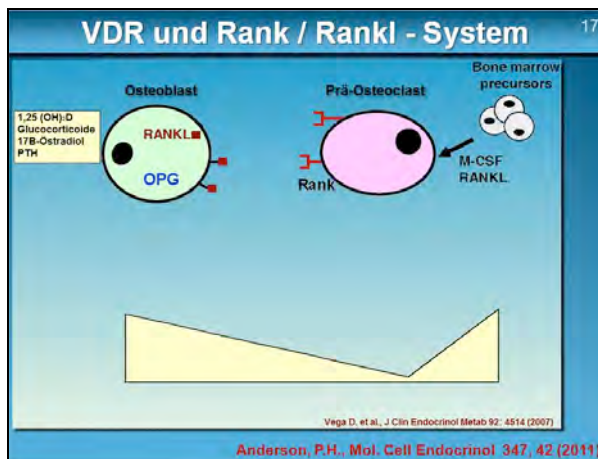 VDR und Rank / Rankl - System
17
Osteoblast
Prä-Osteoclast
Bone marrow
precursors
1,25 (OH)2D
Glucocorticoide
17B-Ostradiol
PTH
RANKL
OPG
Rank
M-CSF
RANKL
Vega D. et al., J Clin Endocrinol Metab 92: 4514 (2007)
Anderson, P.H., Mol. Cell Endocrinol 347, 42 (2011)